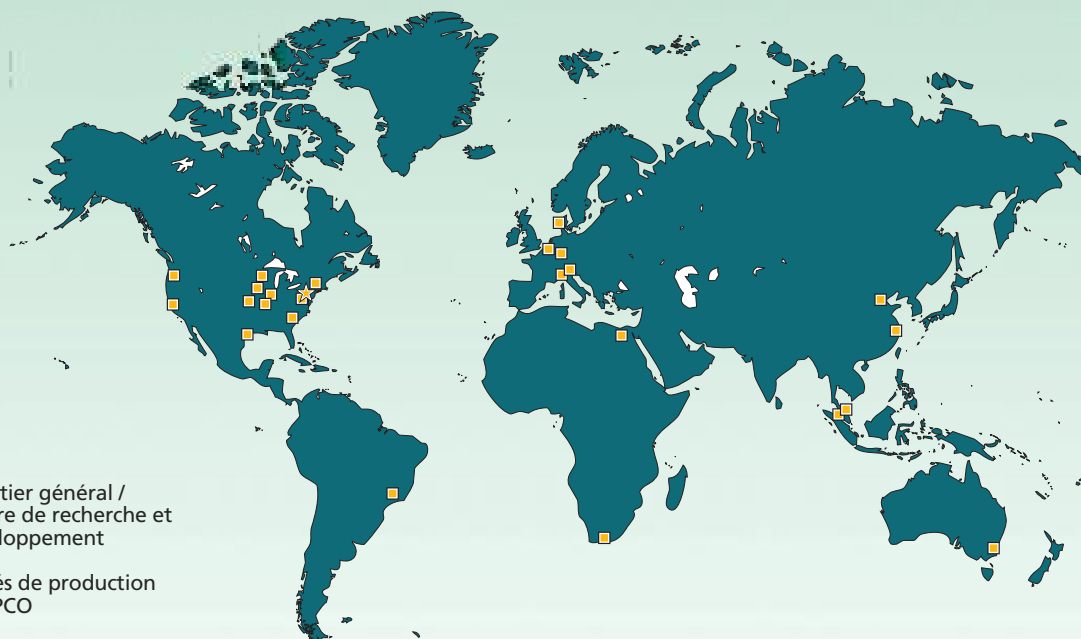 tier général /
re de recherche et
loppement
és de production
PCO